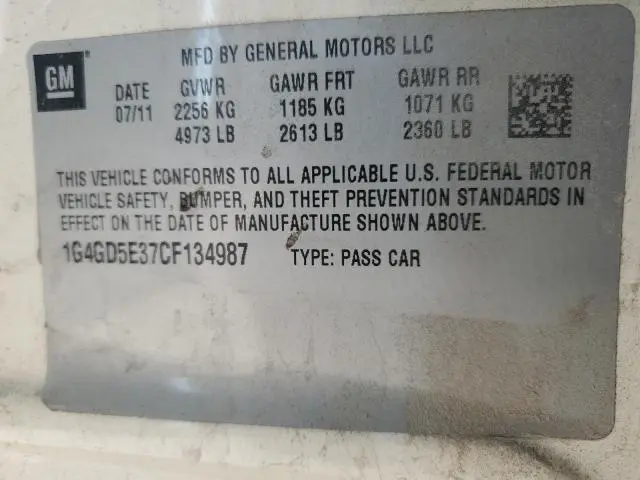 GM
MFD BY GENERAL MOTORS LLC
DATE GVWR GAWR FRT GAWR RR
07/11 2256 KG 1185 KG 1071 KG
4973 LB 2613 LB 2360 LB
THIS VEHICLE CONFORMS TO ALL APPLICABLE U.S. FEDERAL MOTOR
VEHICLE SAFETY, BUMPER, AND THEFT PREVENTION STANDARDS IN
EFFECT ON THE DATE OF MANUFACTURE SHOWN ABOVE.
1G4GD5E37CF134987 TYPE: PASS CAR